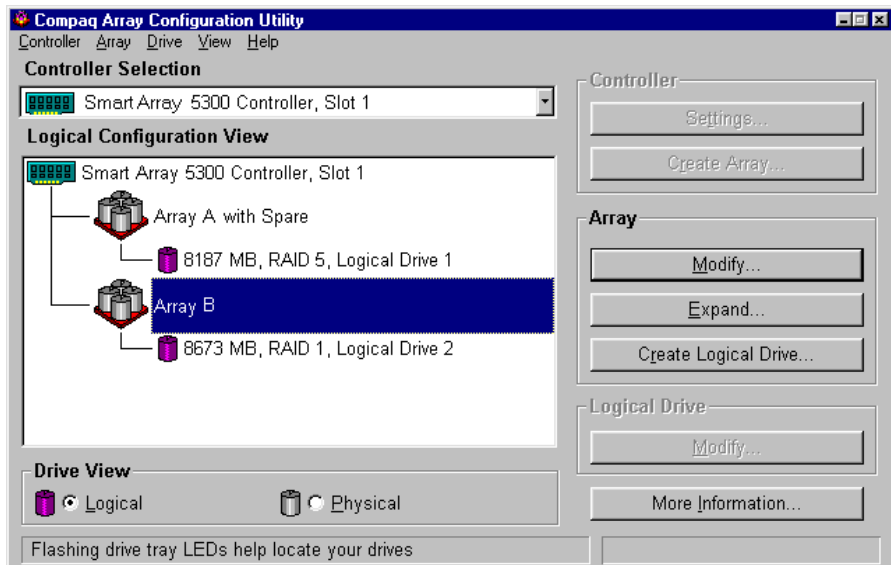 Compaq Array Configuration Utility
Controller Array Drive View Help
Controller Selection
Smart Array 5300 Controller, Slot 1
Logical Configuration View
Smart Array 5300 Controller, Slot 1
Array A with Spare
8187 MB, RAID 5, Logical Drive 1
Array B
8673 MB, RAID 1, Logical Drive 2
Drive View
Logical
Physical
Controller
Settings...
Create Array...
Array
Modify...
Expand...
Create Logical Drive...
Logical Drive
Modify...
More Information...
Flashing drive tray LEDs help locate your drives